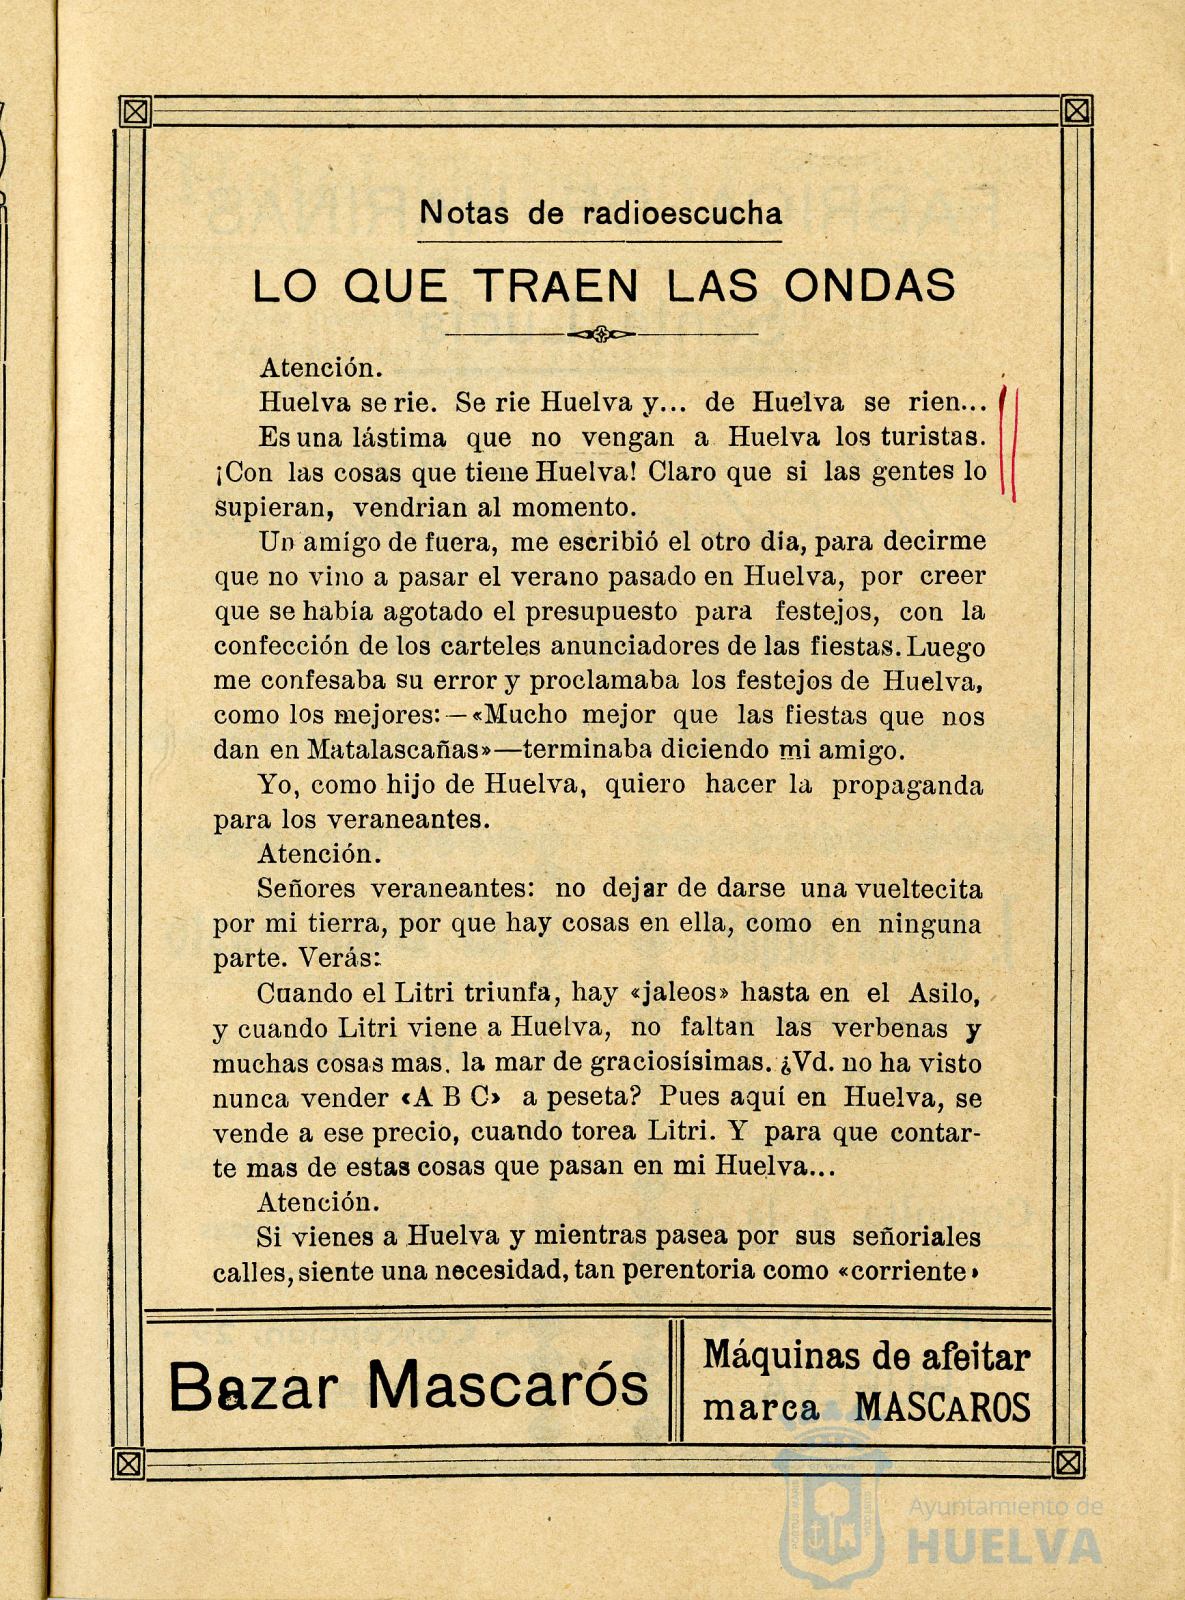 Notas de radioescucha
LO QUE TRAEN LAS ONDAS
Atención.
Huelva se rie. Se rie Huelva y... de Huelva se rien...
Es una lástima que no vengan a Huelva los turistas.
¡Con las cosas que tiene Huelva! Claro que si las gentes lo
supieran, vendrian al momento.
Un amigo de fuera, me escribió el otro dia, para decirme
que no vino a pasar el verano pasado en Huelva, por creer
que se había agotado el presupuesto para festejos, con la
confección de los carteles anunciadores de las fiestas. Luego
me confesaba su error y proclamaba los festejos de Huelva,
como los mejores:—«Mucho mejor que las fiestas que nos
dan en Matalascañas»—terminaba diciendo mi amigo.
Yo, como hijo de Huelva, quiero hacer la propaganda
para los veraneantes.
Atención.
Señores veraneantes: no dejar de darse una vueltecita
por mi tierra, por que hay cosas en ella, como en ninguna
parte. Verás:
Cuando el Litri triunfa, hay «jaleos» hasta en el Asilo,
y cuando Litri viene a Huelva, no faltan las verbenas y
muchas cosas mas. la mar de graciosísimas. ¿Vd. no ha visto
nunca vender «A B C» a peseta? Pues aquí en Huelva, se
vende a ese precio, cuando torea Litri. Y para que contar-
te mas de estas cosas que pasan en mi Huelva...
Atención.
Si vienes a Huelva y mientras pasea por sus señoriales
calles, siente una necesidad, tan perentoria como «corriente»
Bazar Mascarós
Máquinas de afeitar
marca MASCAROS
Ayuntamiento de
HUELVA